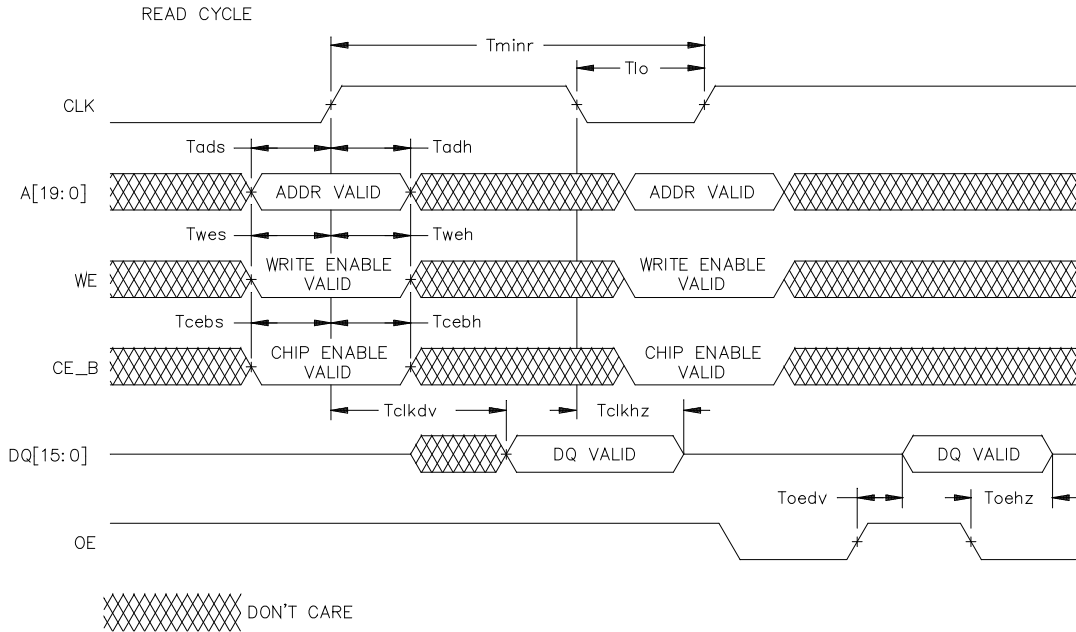 READ CYCLE
Tminr
Tlo
CLK
Tads
Tadh
A[19:0]
ADDR VALID
ADDR VALID
Twes
Tweh
WE
WRITE ENABLE
VALID
WRITE ENABLE
VALID
Tcebs
Tcebh
CE_B
CHIP ENABLE
VALID
CHIP ENABLE
VALID
Tclkdv
Tclkhz
DQ[15:0]
DQ VALID
DQ VALID
Toedv
Toehz
OE
DON'T CARE